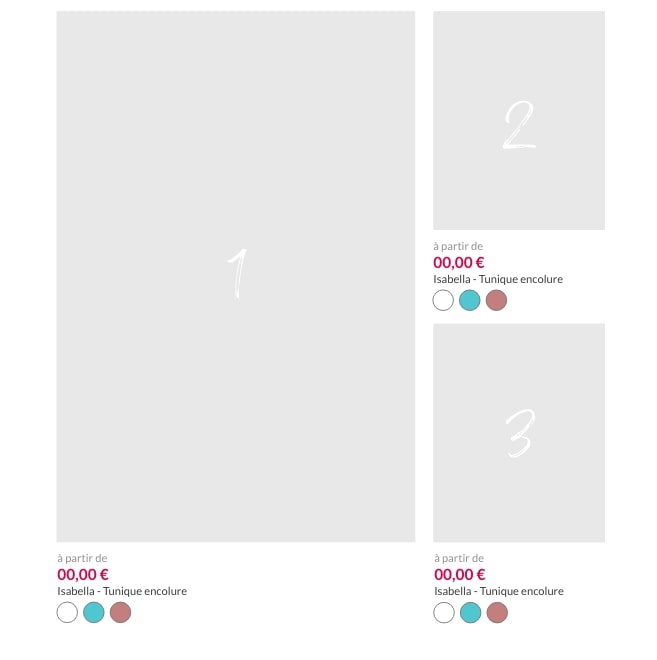 1
à partir de
00,00 €
Isabella - Tunique encolure
2
à partir de
00,00 €
Isabella - Tunique encolure
3
à partir de
00,00 €
Isabella - Tunique encolure